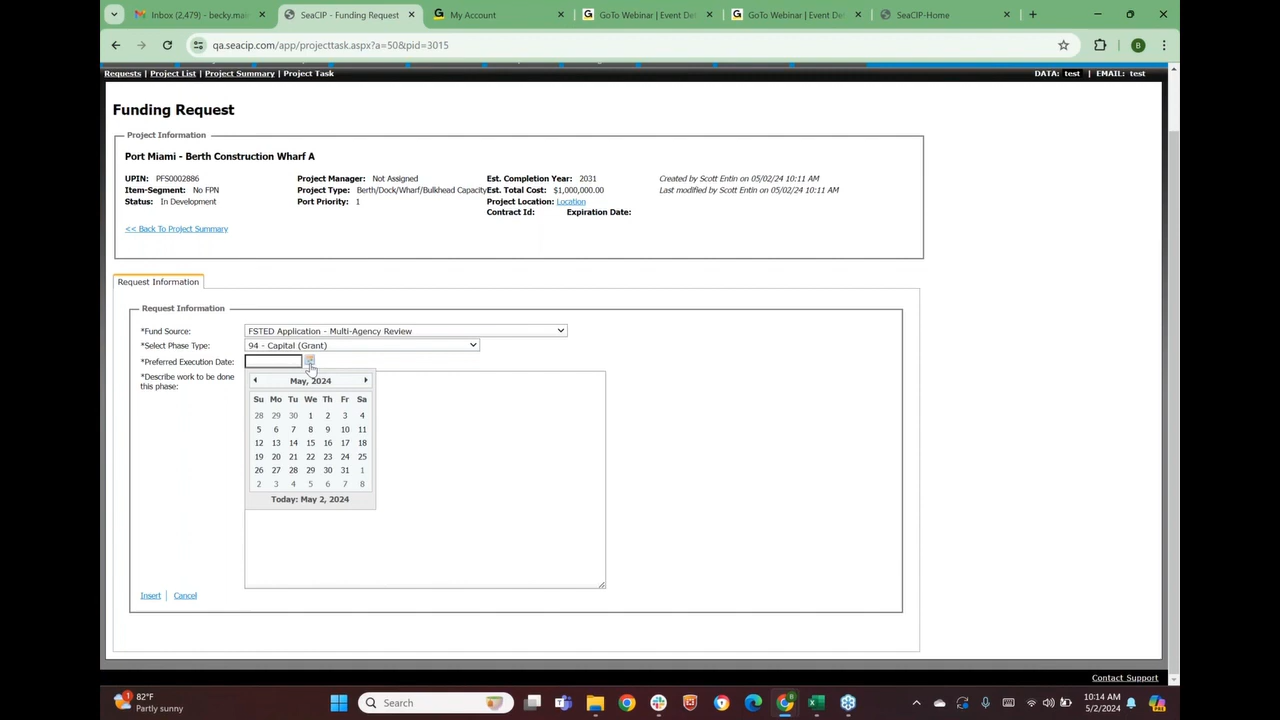 Inbox (2,479) - becky.mai
SeaCIP - Funding Request
My Account
GoTo Webinar | Event De
GoTo Webinar | Event De
SeaCIP-Home
qa.seacip.com/app/projecttask.aspx?a=50&pid=3015
B
Requests | Project List | Project Summary | Project Task
DATA: test | EMAIL: test
Funding Request
Project Information
Port Miami - Berth Construction Wharf A
UPIN: PFS0002886 Project Manager: Not Assigned Est. Completion Year: 2031 Created by Scott Entin on 05/02/24 10:11 AM
Item-Segment: No FPN Project Type: Berth/Dock/Wharf/Bulkhead Capacity Est. Total Cost: $1,000,000.00 Last modified by Scott Entin on 05/02/24 10:11 AM
Status: In Development Port Priority: 1 Project Location: Location
Contract Id: Expiration Date:
<< Back To Project Summary
Request Information
Request Information
*Fund Source: FSTED Application - Multi-Agency Review
*Select Phase Type: 94 - Capital (Grant)
*Preferred Execution Date:
*Describe work to be done
this phase:
May, 2024
Su Mo Tu We Th Fr Sa
28 29 30 1 2 3 4
5 6 7 8 9 10 11
12 13 14 15 16 17 18
19 20 21 22 23 24 25
26 27 28 29 30 31 1
2 3 4 5 6 7 8
Today: May 2, 2024
Insert | Cancel
Contact Support
1
82°F
Partly sunny
Search
10:14 AM
5/2/2024